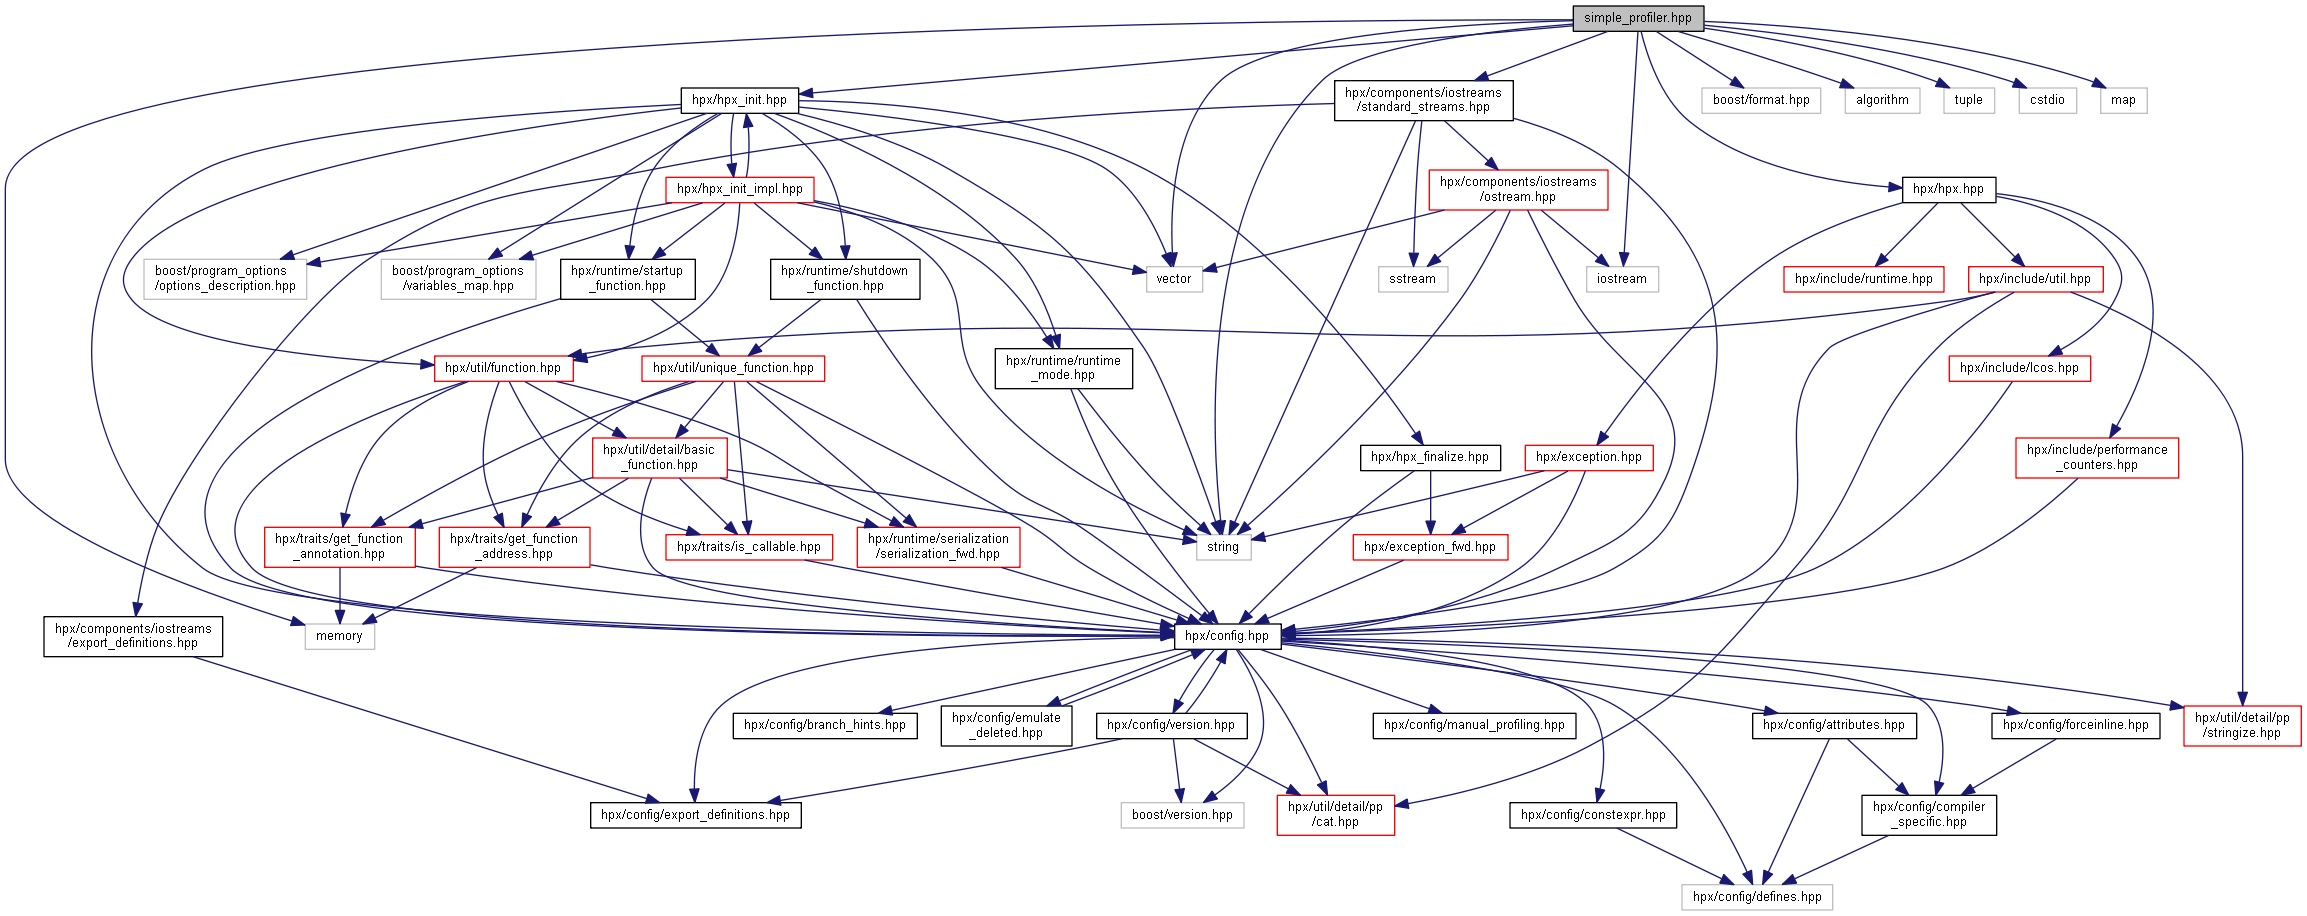 simple_profiler.hpp
hpx/hpx_init.hpp
hpx/components/iostreams
/standard_streams.hpp
boost/format.hpp
algorithm
tuple
cstdio
map
hpx/hpx_init_impl.hpp
hpx/components/iostreams
/ostream.hpp
hpx/hpx.hpp
boost/program_options
/options_description.hpp
boost/program_options
/variables_map.hpp
hpx/runtime/startup
_function.hpp
hpx/runtime/shutdown
_function.hpp
vector
sstream
iostream
hpx/include/runtime.hpp
hpx/include/util.hpp
hpx/util/function.hpp
hpx/util/unique_function.hpp
hpx/runtime/runtime
_mode.hpp
hpx/include/lcos.hpp
hpx/util/detail/basic
_function.hpp
hpx/hpx_finalize.hpp
hpx/exception.hpp
hpx/include/performance
_counters.hpp
hpx/traits/get_function
_annotation.hpp
hpx/traits/get_function
_address.hpp
hpx/traits/is_callable.hpp
hpx/runtime/serialization
/serialization_fwd.hpp
string
hpx/exception_fwd.hpp
hpx/components/iostreams
/export_definitions.hpp
memory
hpx/config.hpp
hpx/config/branch_hints.hpp
hpx/config/emulate
_deleted.hpp
hpx/config/version.hpp
hpx/config/manual_profiling.hpp
hpx/config/attributes.hpp
hpx/config/forceinline.hpp
hpx/util/detail/pp
/stringize.hpp
hpx/config/export_definitions.hpp
boost/version.hpp
hpx/util/detail/pp
/cat.hpp
hpx/config/constexpr.hpp
hpx/config/compiler
_specific.hpp
hpx/config/defines.hpp